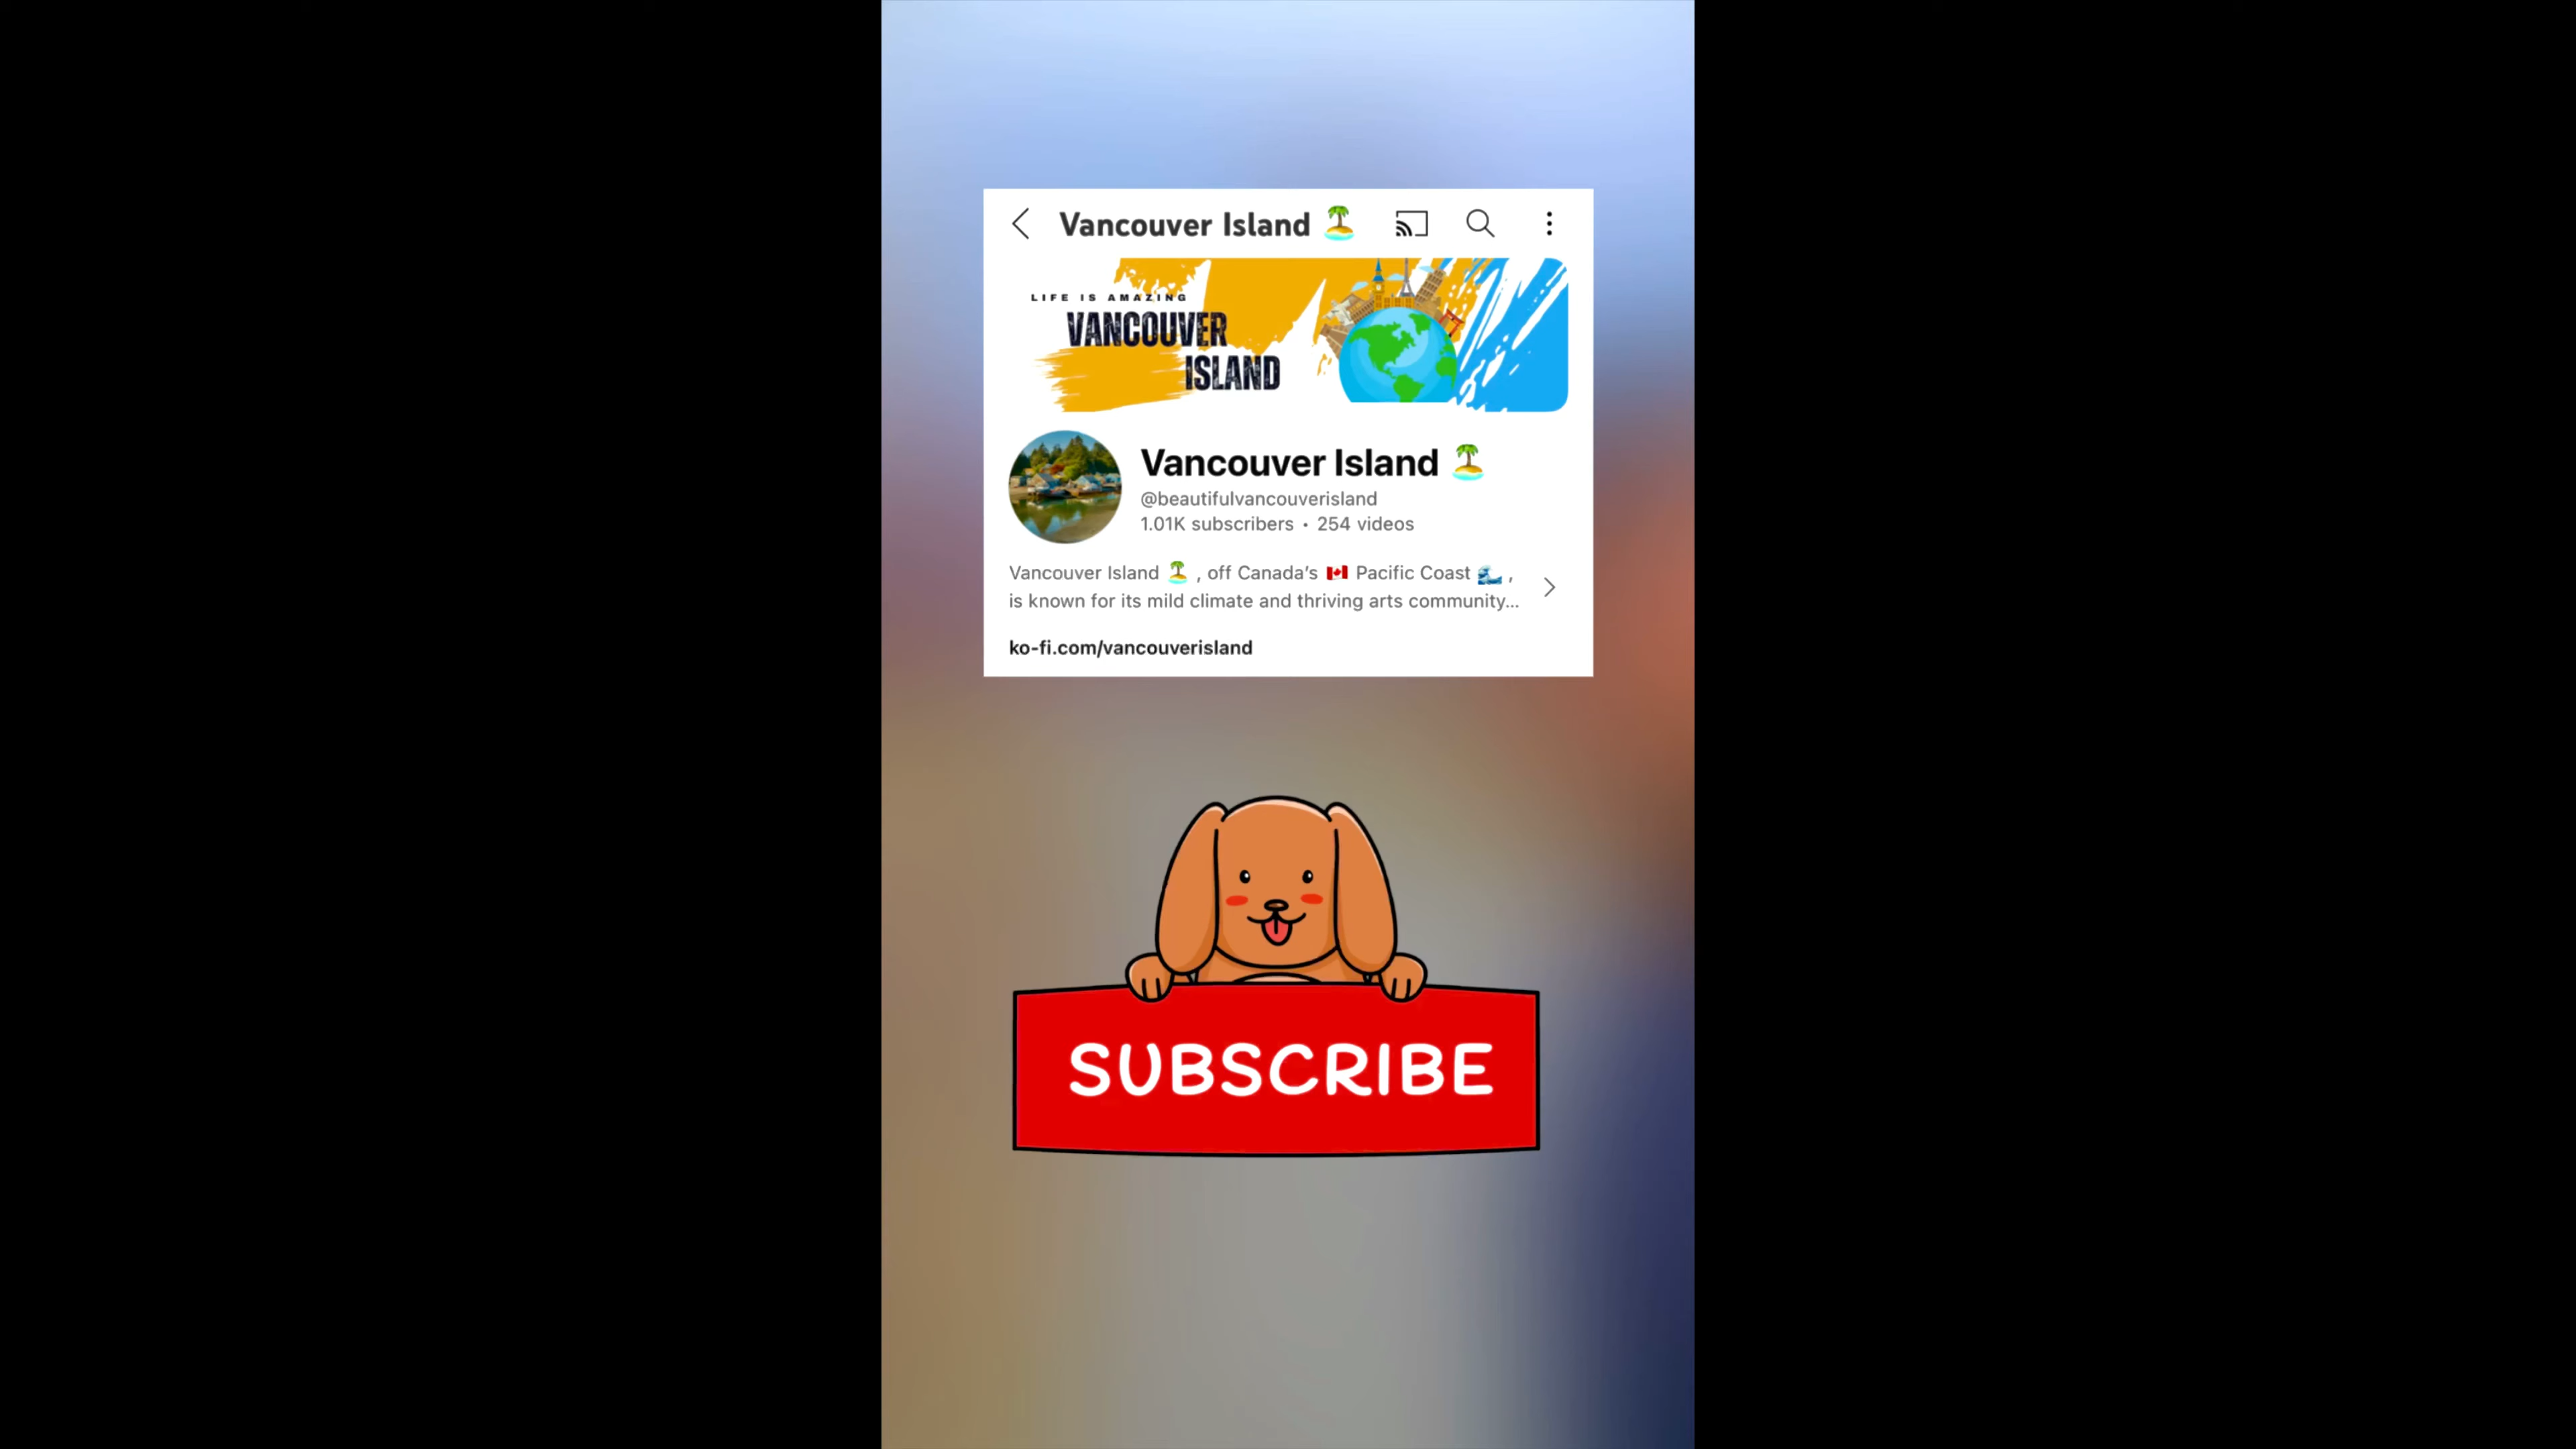 Vancouver Island 🏝️
LIFE IS AMAZING
VANCOUVER
ISLAND
Vancouver Island 🏝️
@beautifulvancouverisland
1.01K subscribers • 254 videos
Vancouver Island 🏝️ , off Canada's 🇨🇦 Pacific Coast 🌊 ,
is known for its mild climate and thriving arts community...
ko-fi.com/vancouverisland
SUBSCRIBE